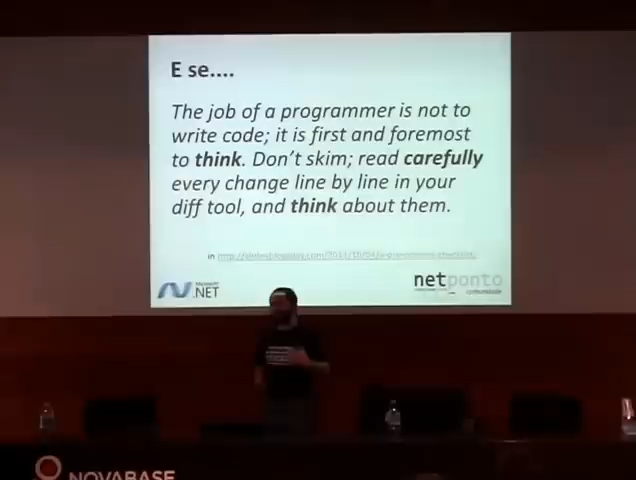 E se....
The job of a programmer is not to
write code; it is first and foremost
to think. Don't skim; read carefully
every change line by line in your
diff tool, and think about them.
in
.NET
netponto
NOVABASE